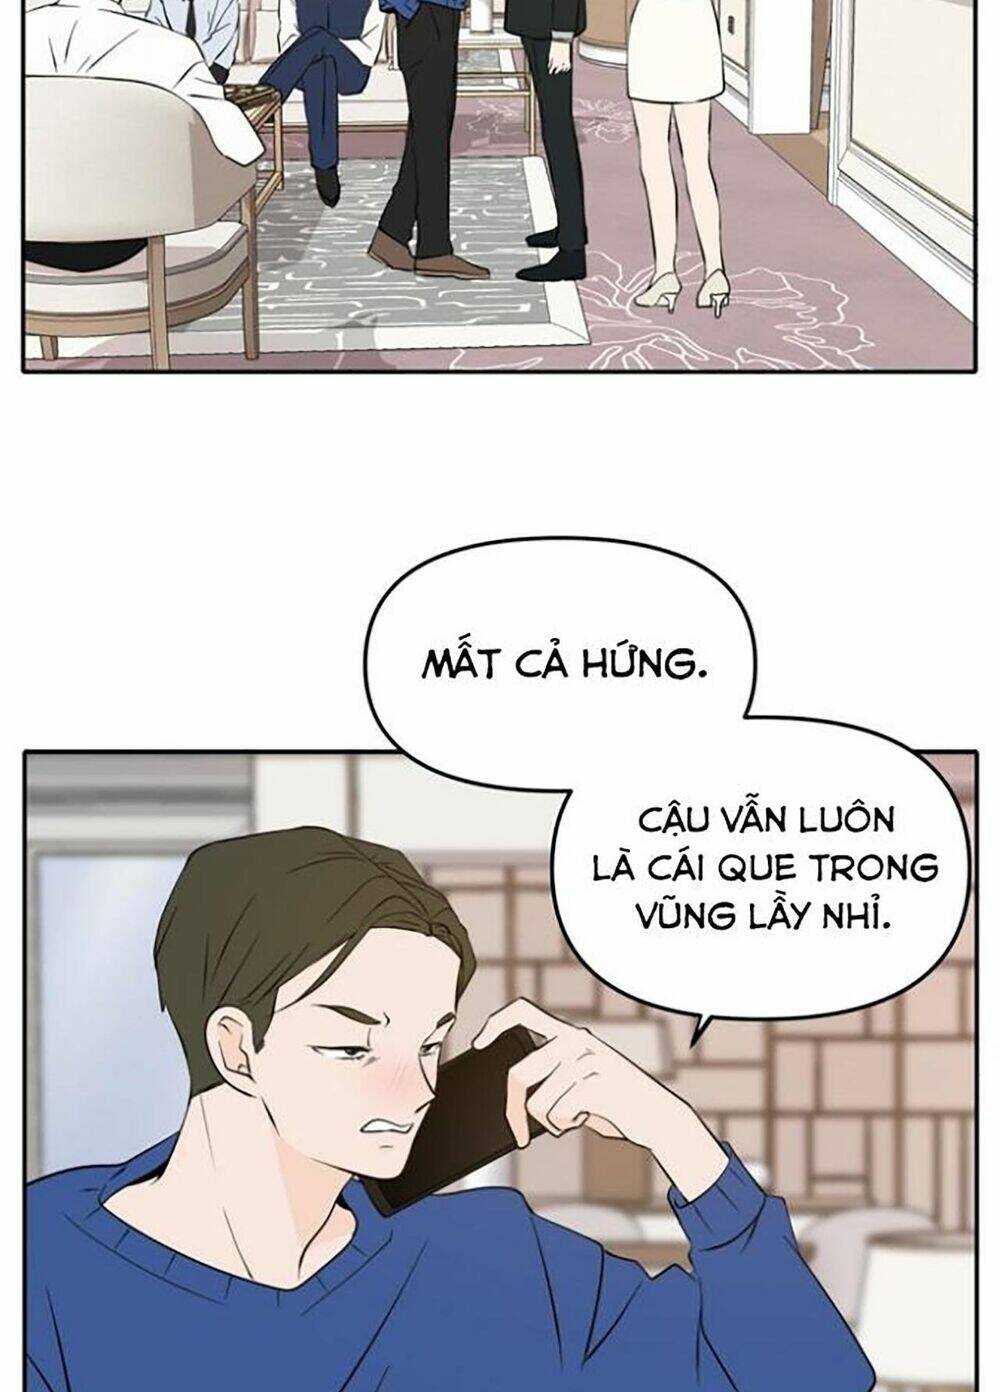 MẤT CẢ HỨNG.
CẬU VẪN LUÔN
LÀ CÁI QUE TRONG
VŨNG LẦY NHỈ.